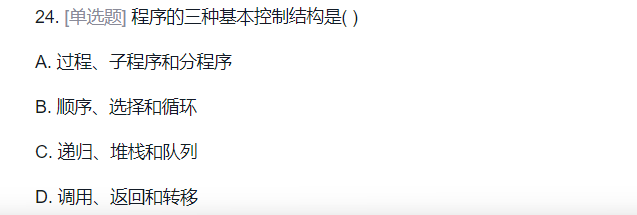 24. [单选题] 程序的三种基本控制结构是( )
A. 过程、子程序和分程序
B. 顺序、选择和循环
C. 递归、堆栈和队列
D. 调用、返回和转移